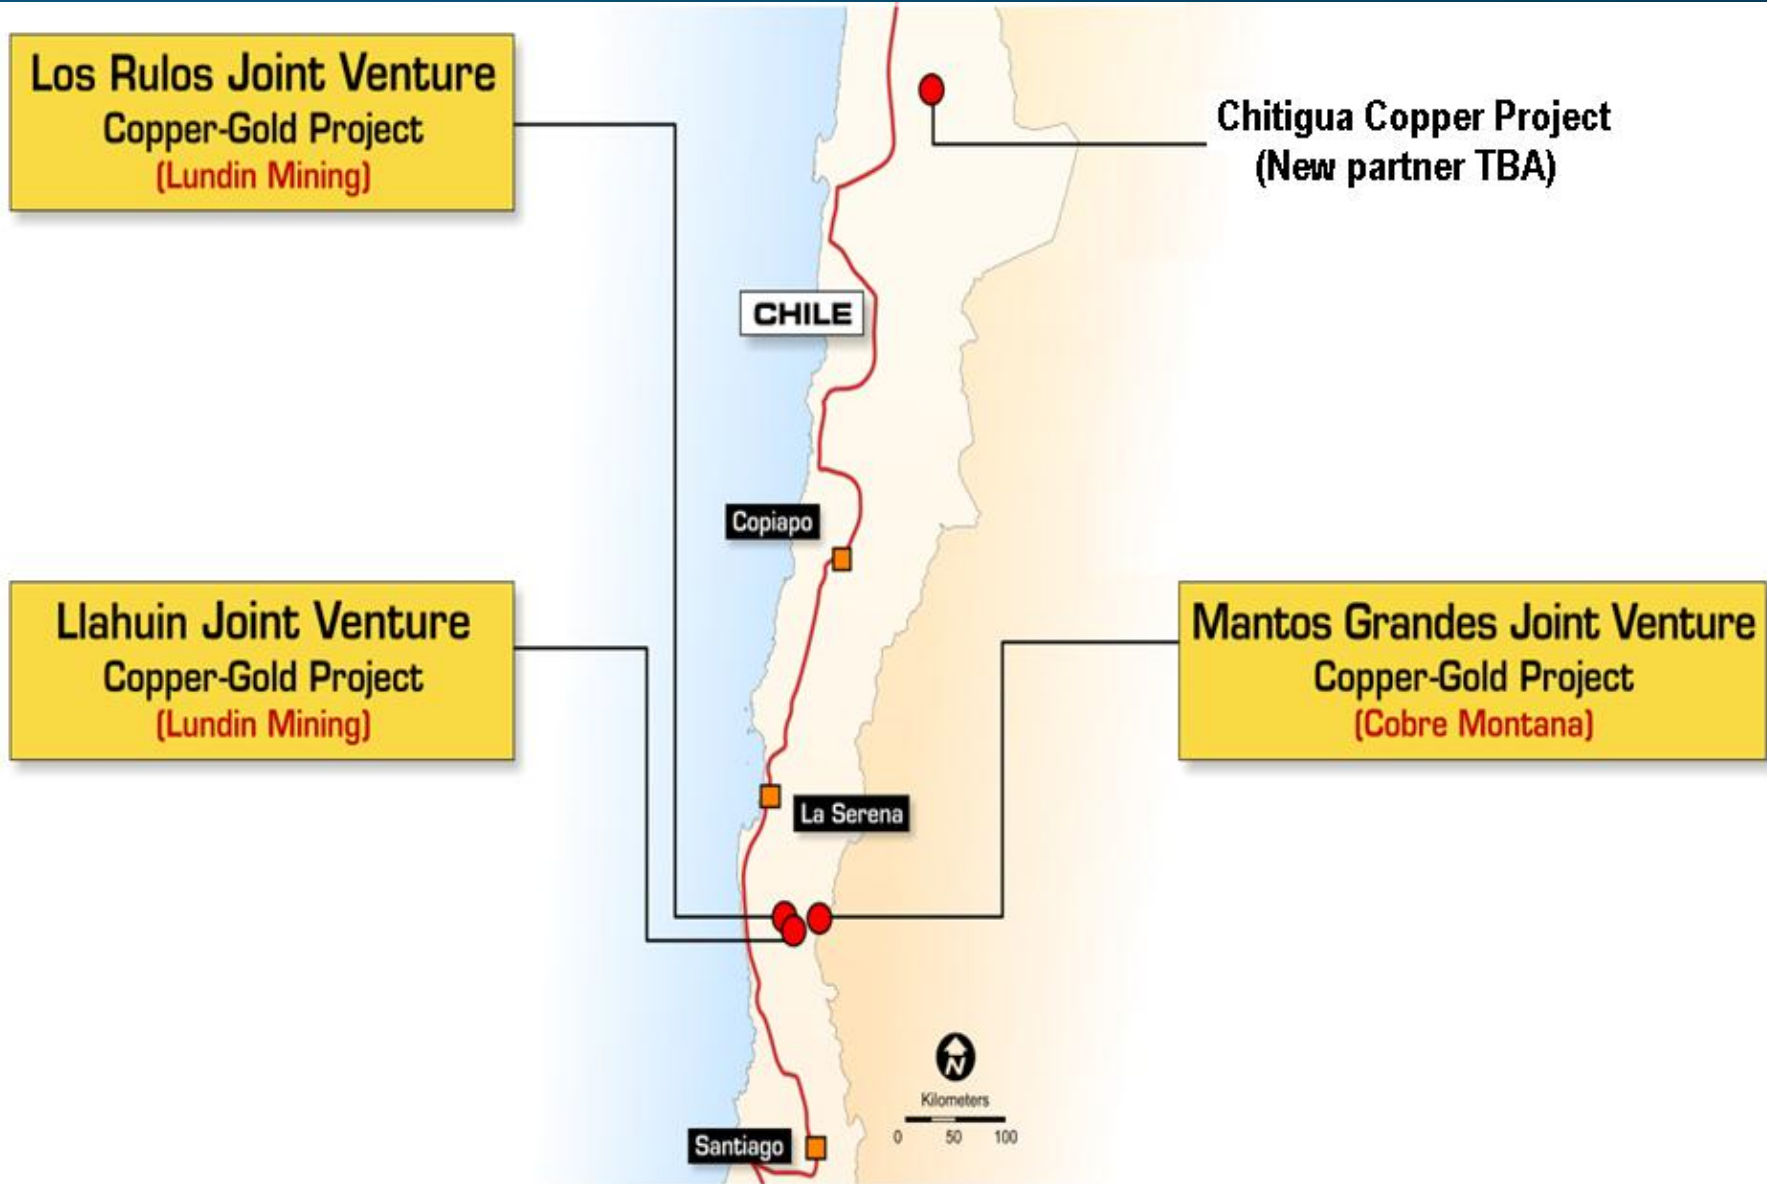 Los Rulos Joint Venture
Copper-Gold Project
(Lundin Mining)
Chitigua Copper Project
(New partner TBA)
CHILE
Copiapo
Llahuin Joint Venture
Copper-Gold Project
(Lundin Mining)
Mantos Grandes Joint Venture
Copper-Gold Project
(Cobre Montana)
La Serena
N
Kilometers
0 50 100
Santiago